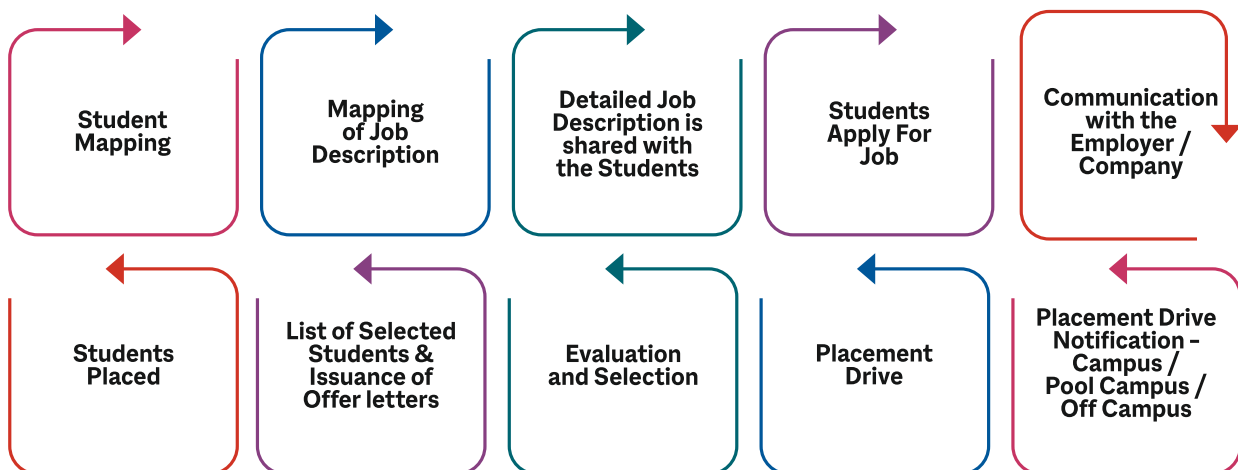 Student
Mapping
Mapping
of Job
Description
Detailed Job
Description is
shared with
the Students
Students
Apply For
Job
Communication
with the
Employer /
Company
Students
Placed
List of Selected
Students &
Issuance of
Offer letters
Evaluation
and Selection
Placement
Drive
Placement Drive
Notification –
Campus /
Pool Campus /
Off Campus